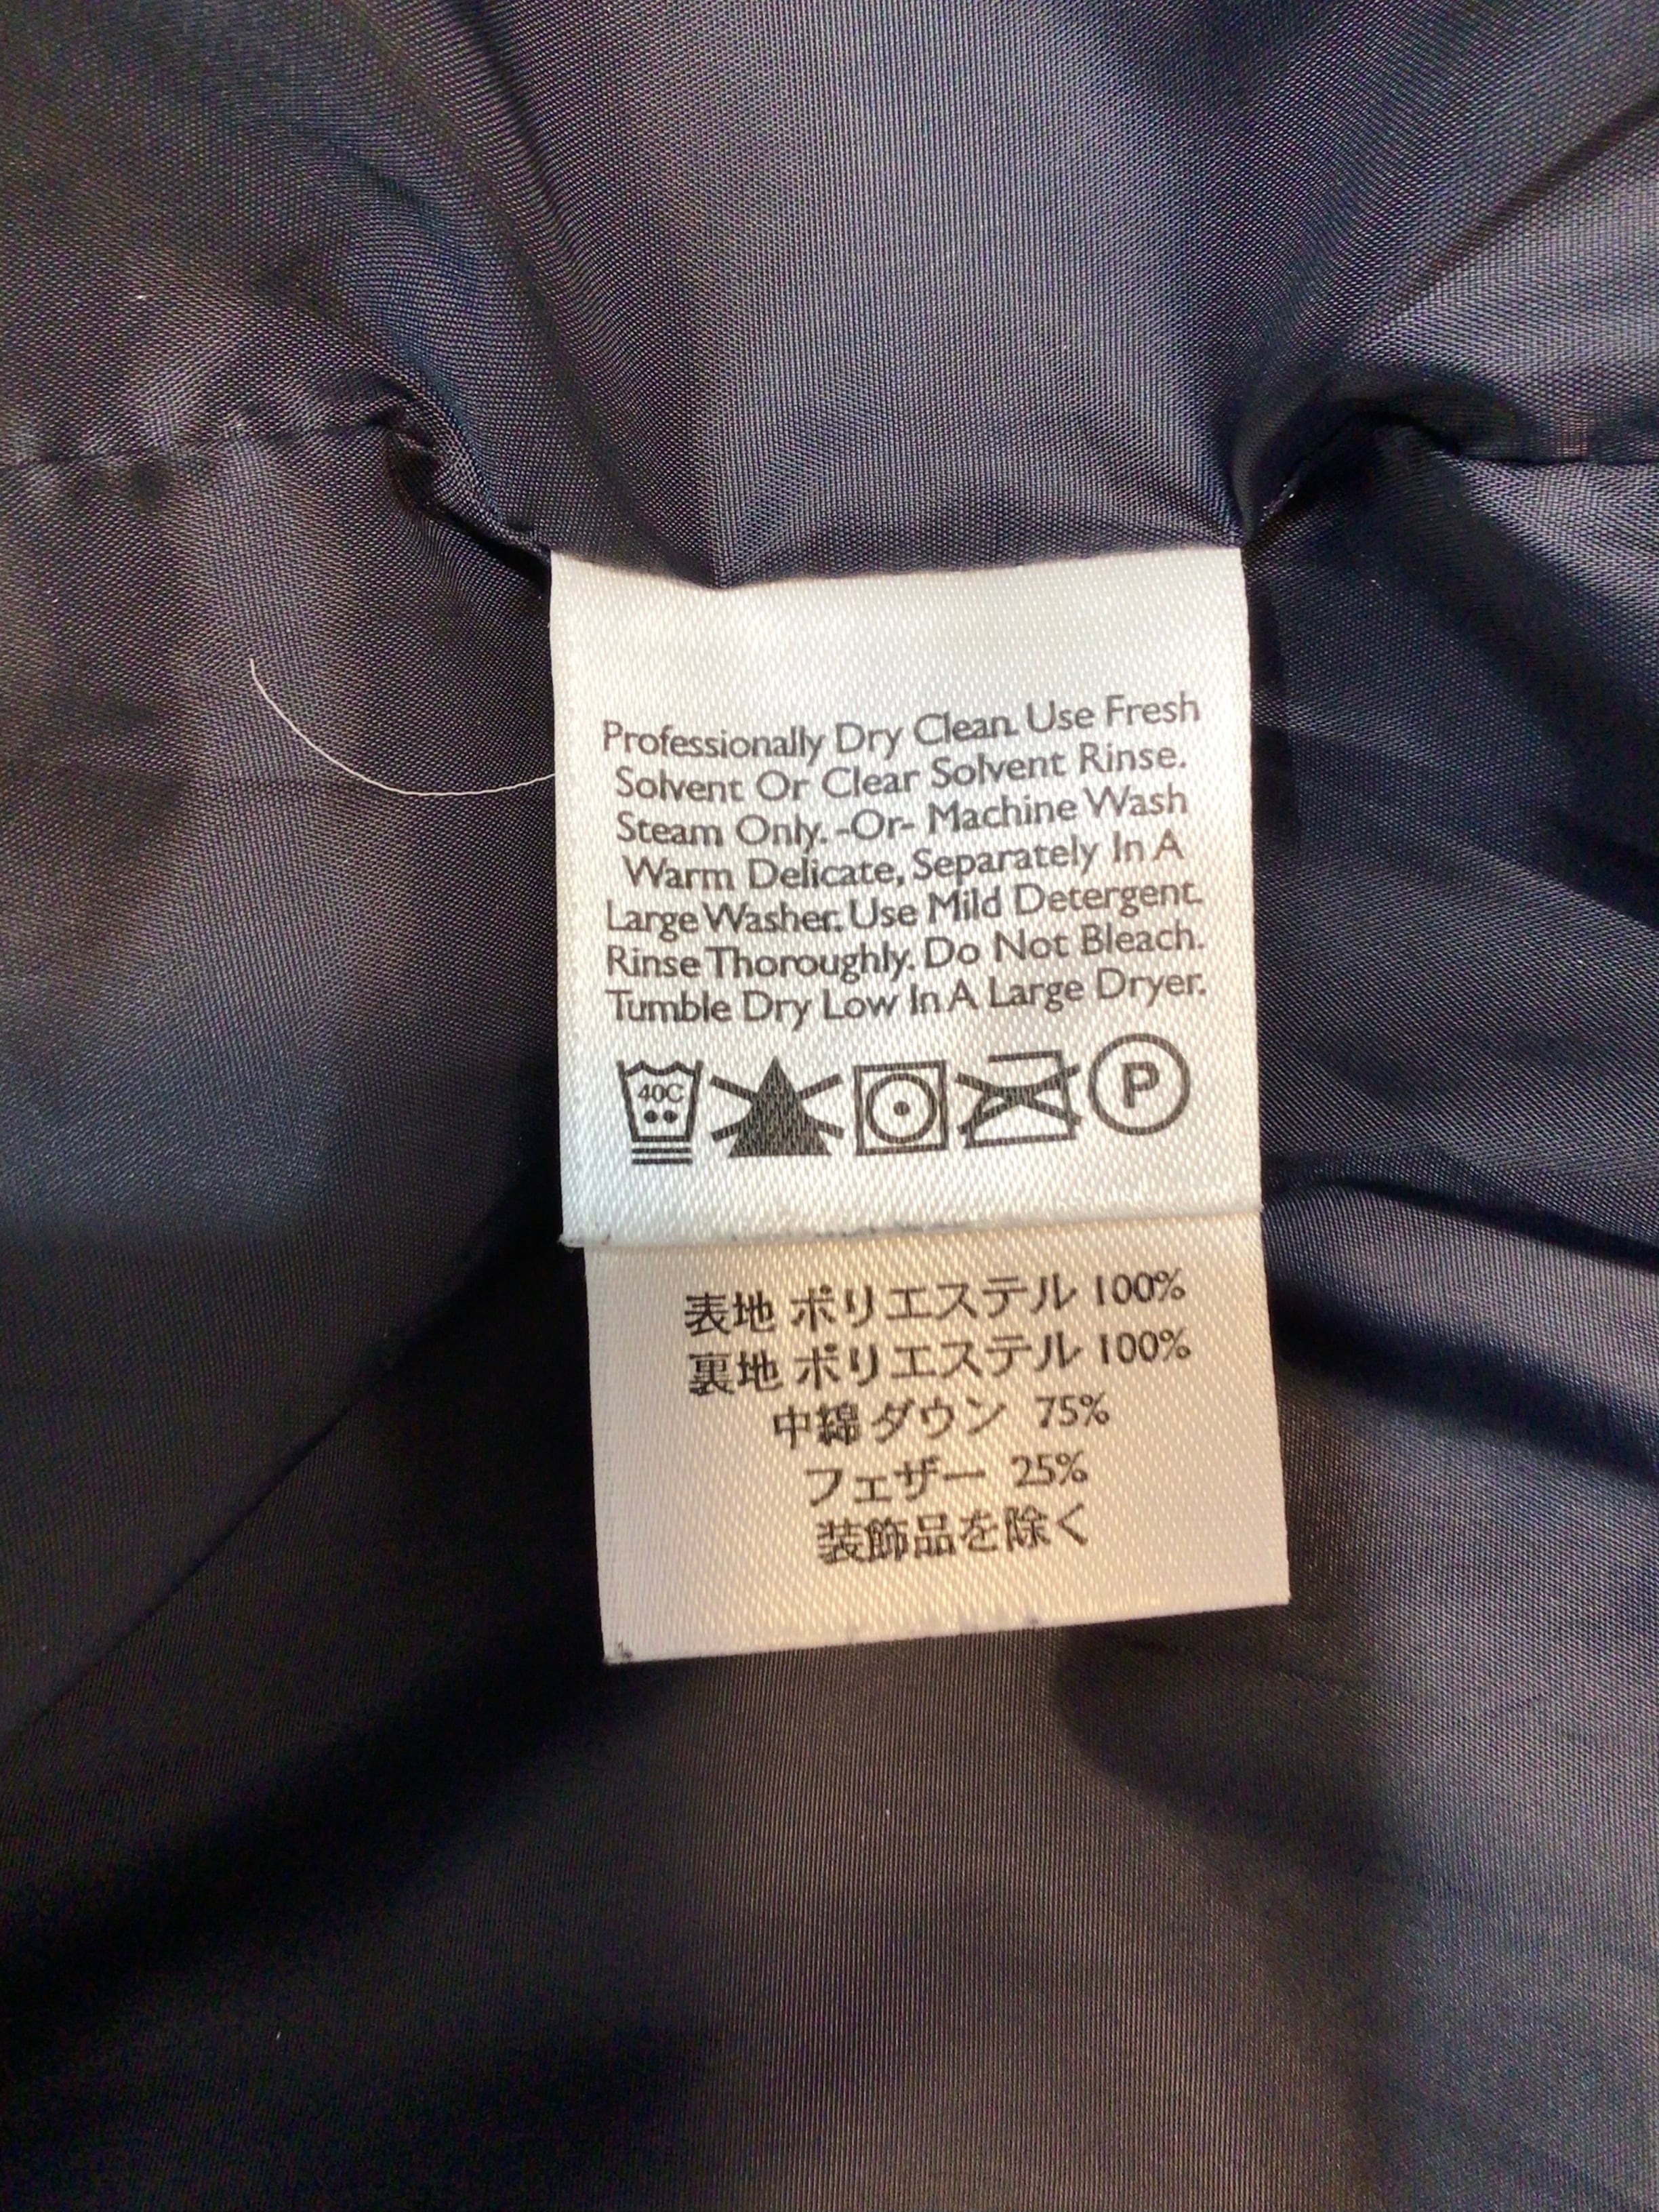 Professionally Dry Clean. Use Fresh
Solvent Or Clear Solvent Rinse.
Steam Only. -Or- Machine Wash
Warm Delicate, Separately In A
Large Washer. Use Mild Detergent.
Rinse Thoroughly. Do Not Bleach.
Tumble Dry Low In A Large Dryer.
40C P
表地 ポリエステル 100%
裏地 ポリエステル 100%
中綿 ダウン 75%
フェザー 25%
装飾品を除く